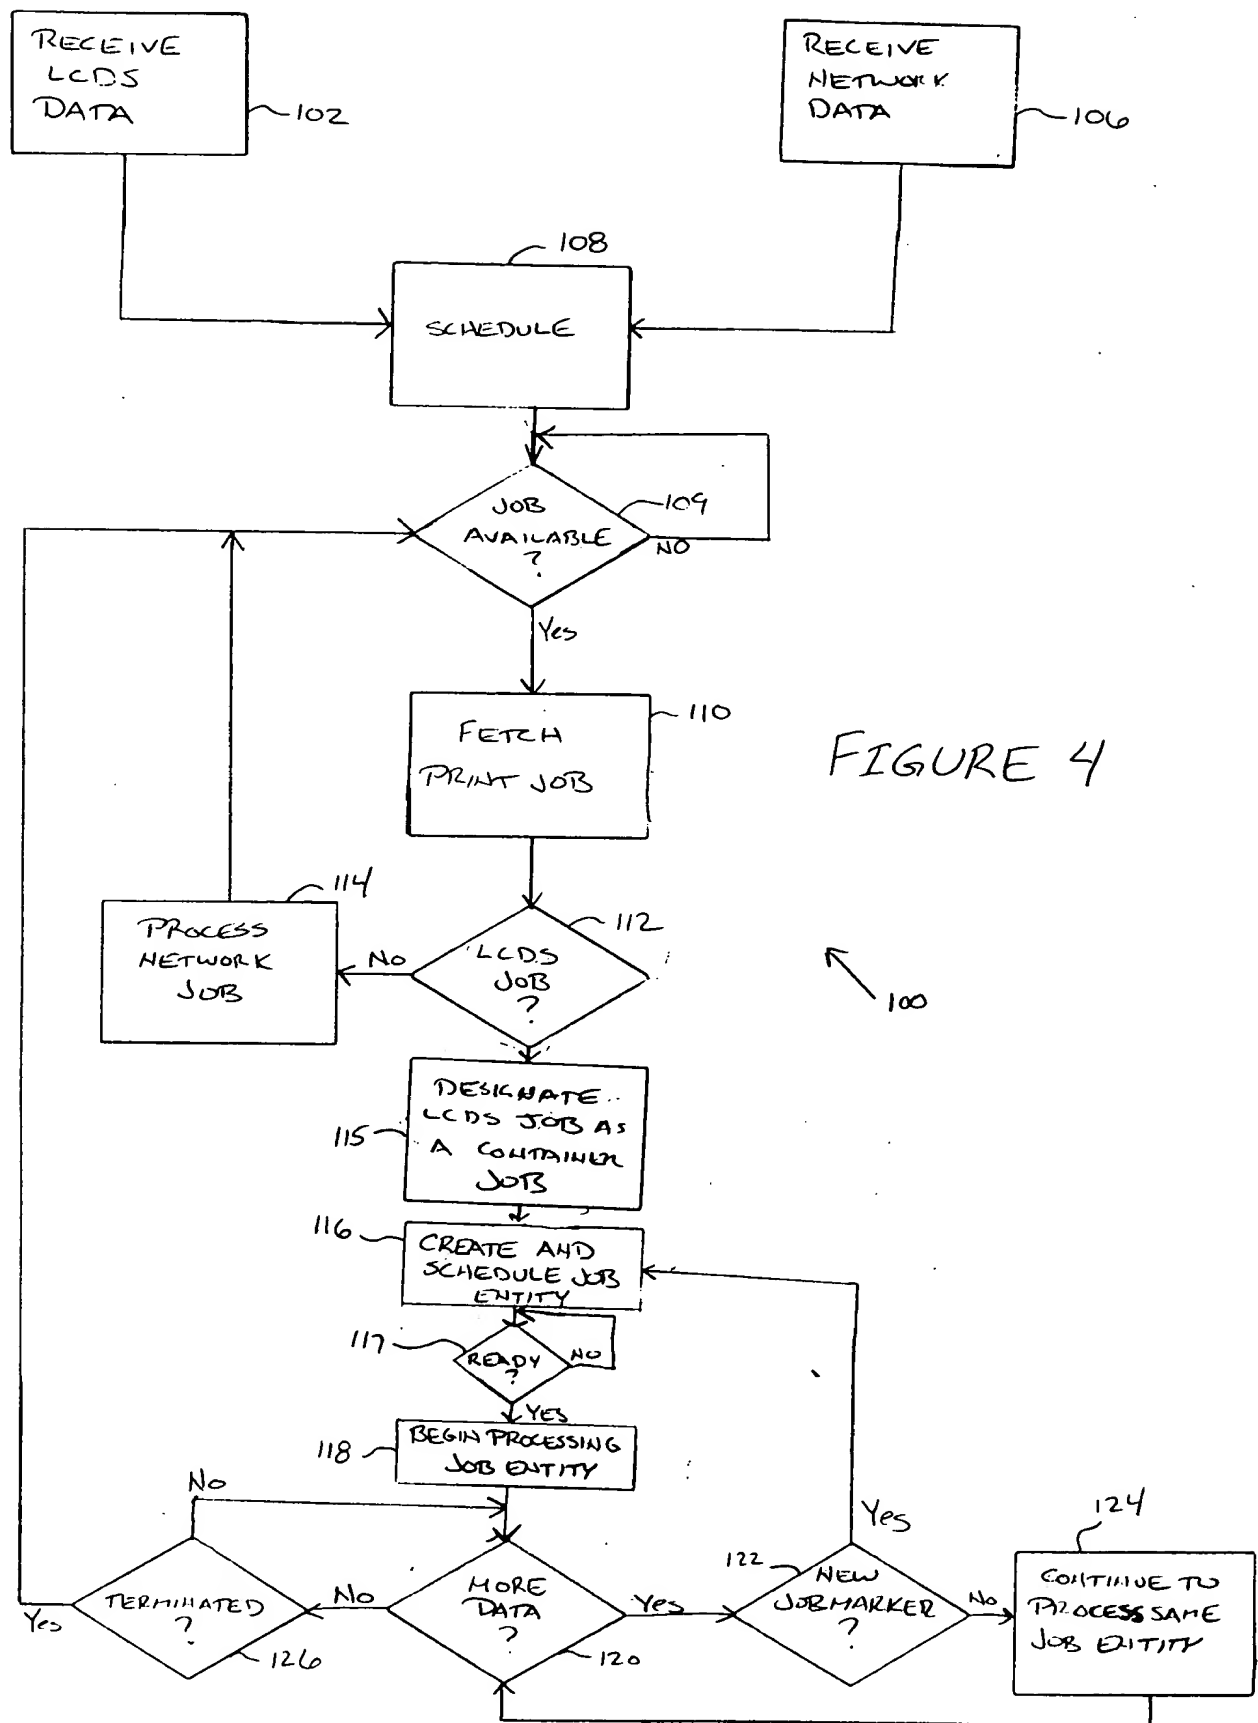 RECEIVE
LCDS
DATA
102
RECEIVE
NETWORK
DATA
106
108
SCHEDULE
JOB
AVAILABLE
?
109
NO
Yes
FETCH
PRINT JOB
110
FIGURE 4
114
PROCESS
NETWORK
JOB
No
LCDS
JOB
?
112
100
DESIGNATE
LCDS JOB AS
A CONTAINER
JOB
115
116
CREATE AND
SCHEDULE JOB
ENTITY
117
READY
?
NO
YES
118
BEGIN PROCESSING
JOB ENTITY
No
Yes
TERMINATED
?
126
No
MORE
DATA
?
120
Yes
122
NEW
JOBMARKER
?
Yes
No
124
CONTINUE TO
PROCESS SAME
JOB ENTITY